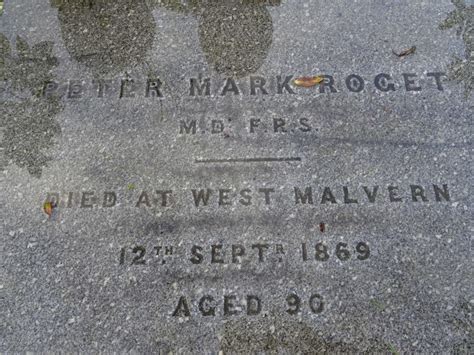 PETER MARK ROGET
M.D. F.R.S.
DIED AT WEST MALVERN
12TH SEPTR 1869
AGED 90